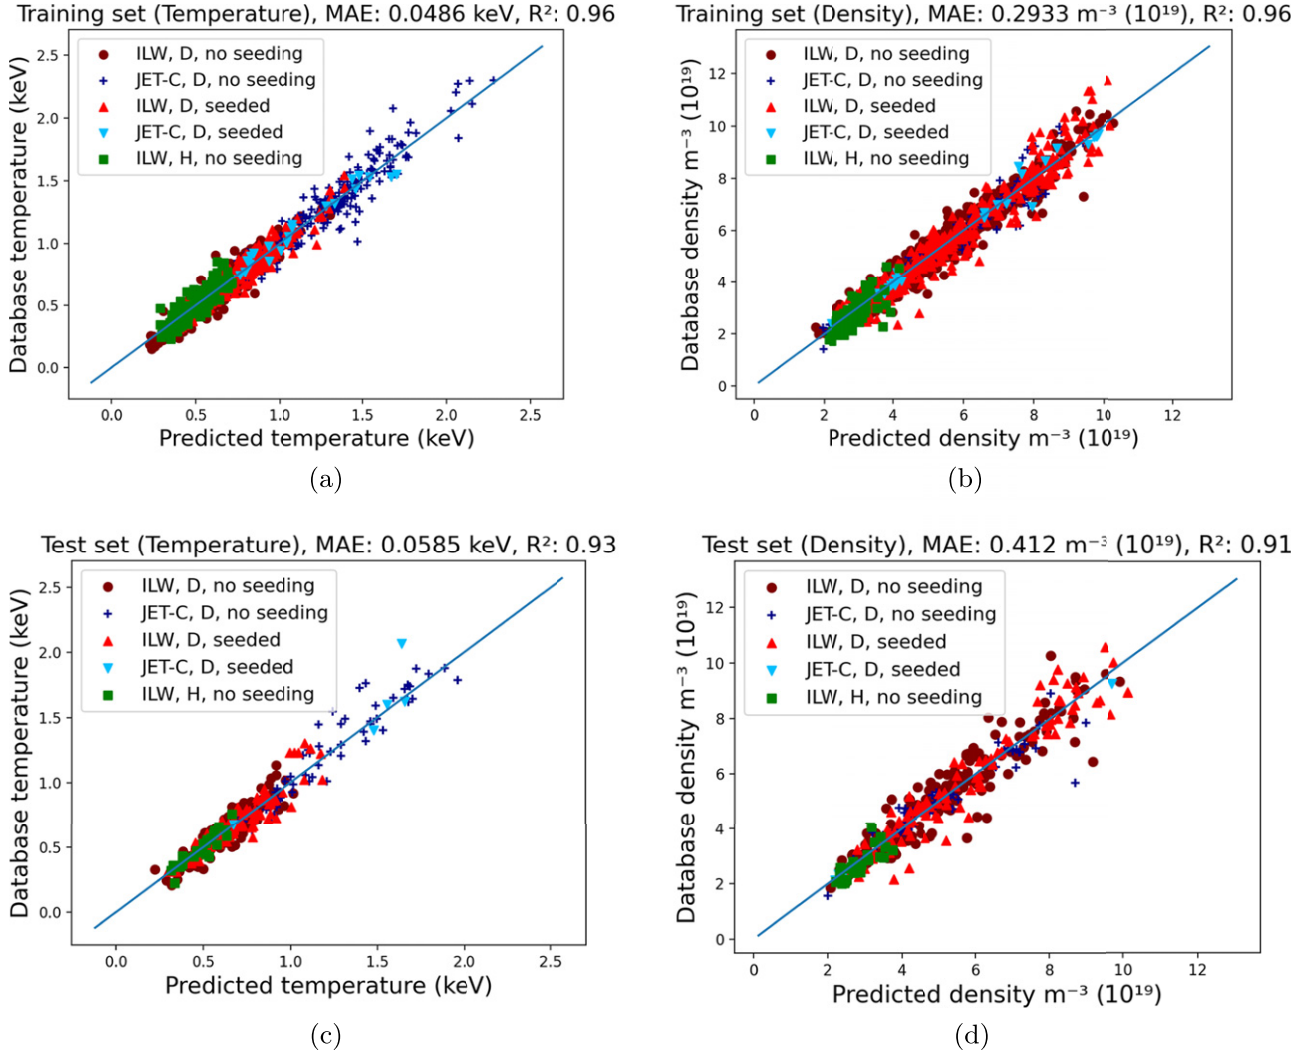 Training set (Temperature), MAE: 0.0486 keV, R²: 0.96
ILW, D, no seeding
JET-C, D, no seeding
ILW, D, seeded
JET-C, D, seeded
ILW, H, no seeding
Database temperature (keV)
2.5
2.0
1.5
1.0
0.5
0.0
0.0 0.5 1.0 1.5 2.0 2.5
Predicted temperature (keV)
(a)
Training set (Density), MAE: 0.2933 m⁻³ (10¹⁹), R²: 0.96
ILW, D, no seeding
JET-C, D, no seeding
ILW, D, seeded
JET-C, D, seeded
ILW, H, no seeding
Database density m⁻³ (10¹⁹)
12
10
8
6
4
2
0
0 2 4 6 8 10 12
Predicted density m⁻³ (10¹⁹)
(b)
Test set (Temperature), MAE: 0.0585 keV, R²: 0.93
ILW, D, no seeding
JET-C, D, no seeding
ILW, D, seeded
JET-C, D, seeded
ILW, H, no seeding
Database temperature (keV)
2.5
2.0
1.5
1.0
0.5
0.0
0.0 0.5 1.0 1.5 2.0 2.5
Predicted temperature (keV)
(c)
Test set (Density), MAE: 0.412 m⁻³ (10¹⁹), R²: 0.91
ILW, D, no seeding
JET-C, D, no seeding
ILW, D, seeded
JET-C, D, seeded
ILW, H, no seeding
Database density m⁻³ (10¹⁹)
12
10
8
6
4
2
0
0 2 4 6 8 10 12
Predicted density m⁻³ (10¹⁹)
(d)